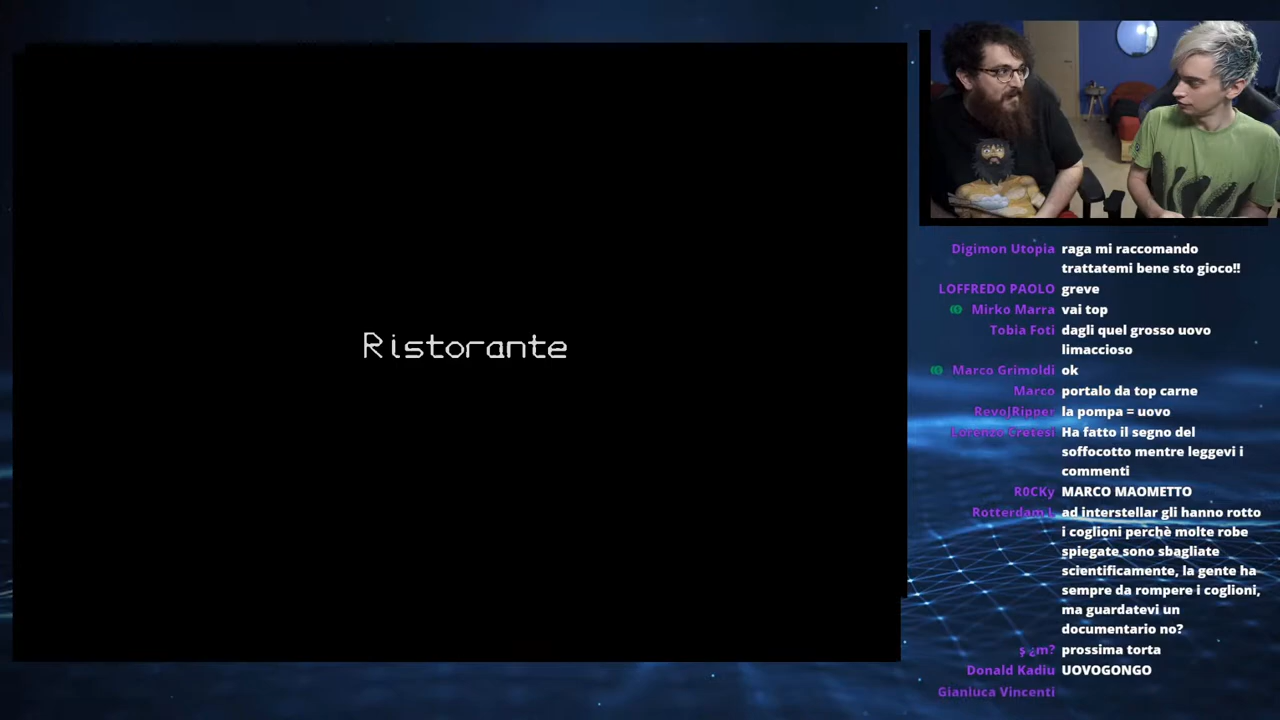 Ristorante
Digimon Utopia raga mi raccomando
trattatemi bene sto gioco!!
LOFFREDO PAOLO greve
Mirko Marra vai top
Tobia Foti dagli quel grosso uovo
limaccioso
Marco Grimoldi ok
Marco portalo da top carne
Revo|Ripper la pompa = uovo
Lorenzo Cretesi Ha fatto il segno del
soffocotto mentre leggevi i
commenti
R0CKy MARCO MAOMETTO
Rotterdam L ad interstellar gli hanno rotto
i coglioni perchè molte robe
spiegate sono sbagliate
scientificamente, la gente ha
sempre da rompere i coglioni,
ma guardatevi un
documentario no?
ş ¿m? prossima torta
Donald Kadiu UOVOGONGO
Gianluca Vincenti